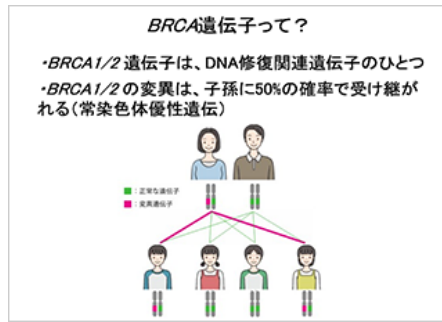 BRCA遺伝子って？
・BRCA1/2 遺伝子は、DNA修復関連遺伝子のひとつ
・BRCA1/2 の変異は、子孫に50%の確率で受け継が
れる(常染色体優性遺伝)
：正常な遺伝子
：変異遺伝子